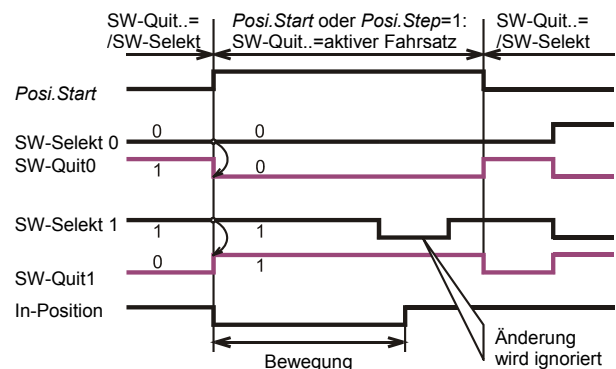 SW-Quit..=
/SW-Selekt
Posi.Start oder Posi.Step=1:
SW-Quit..=aktiver Fahrsatz
SW-Quit..=
/SW-Selekt
Posi.Start
SW-Selekt 0
0
0
SW-Quit0
1
0
SW-Selekt 1
1
1
SW-Quit1
0
1
In-Position
Bewegung
Änderung
wird ignoriert